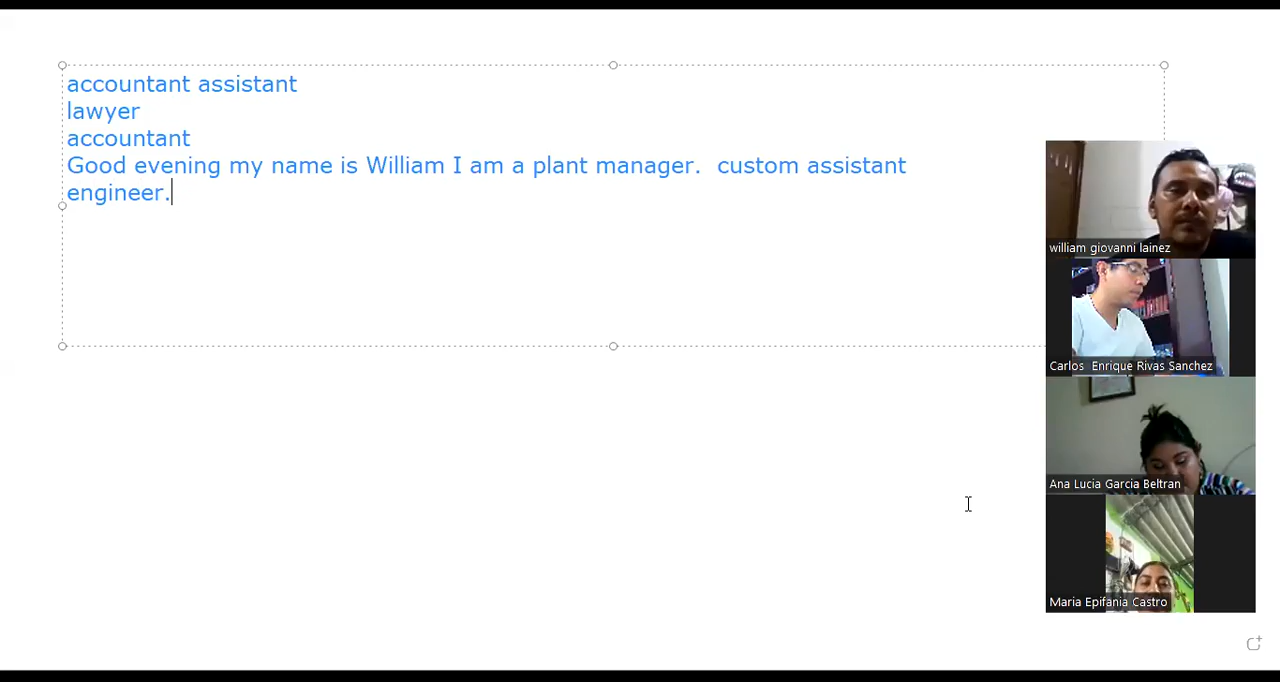 accountant assistant
lawyer
accountant
Good evening my name is William I am a plant manager.  custom assistant
engineer.
william giovanni lainez
Carlos  Enrique Rivas Sanchez
Ana Lucia Garcia Beltran
Maria Epifania Castro